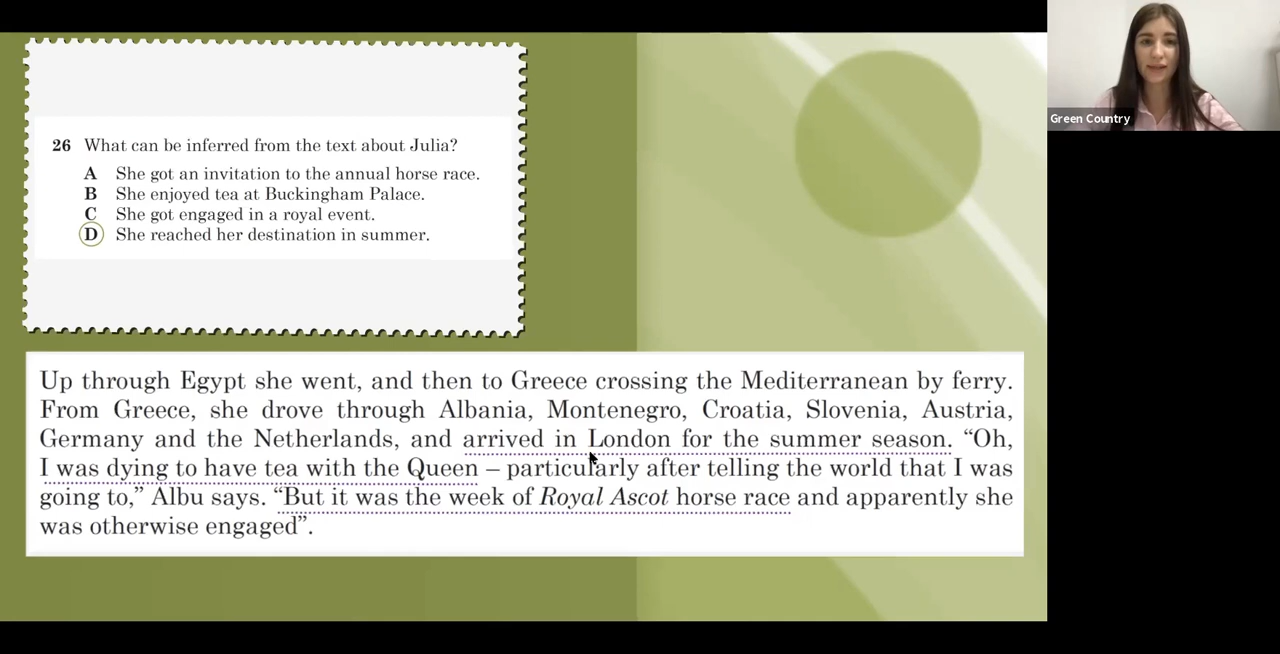 26 What can be inferred from the text about Julia?
A She got an invitation to the annual horse race.
B She enjoyed tea at Buckingham Palace.
C She got engaged in a royal event.
D She reached her destination in summer.
Green Country
Up through Egypt she went, and then to Greece crossing the Mediterranean by ferry.
From Greece, she drove through Albania, Montenegro, Croatia, Slovenia, Austria,
Germany and the Netherlands, and arrived in London for the summer season. “Oh,
I was dying to have tea with the Queen – particularly after telling the world that I was
going to,” Albu says. “But it was the week of Royal Ascot horse race and apparently she
was otherwise engaged”.